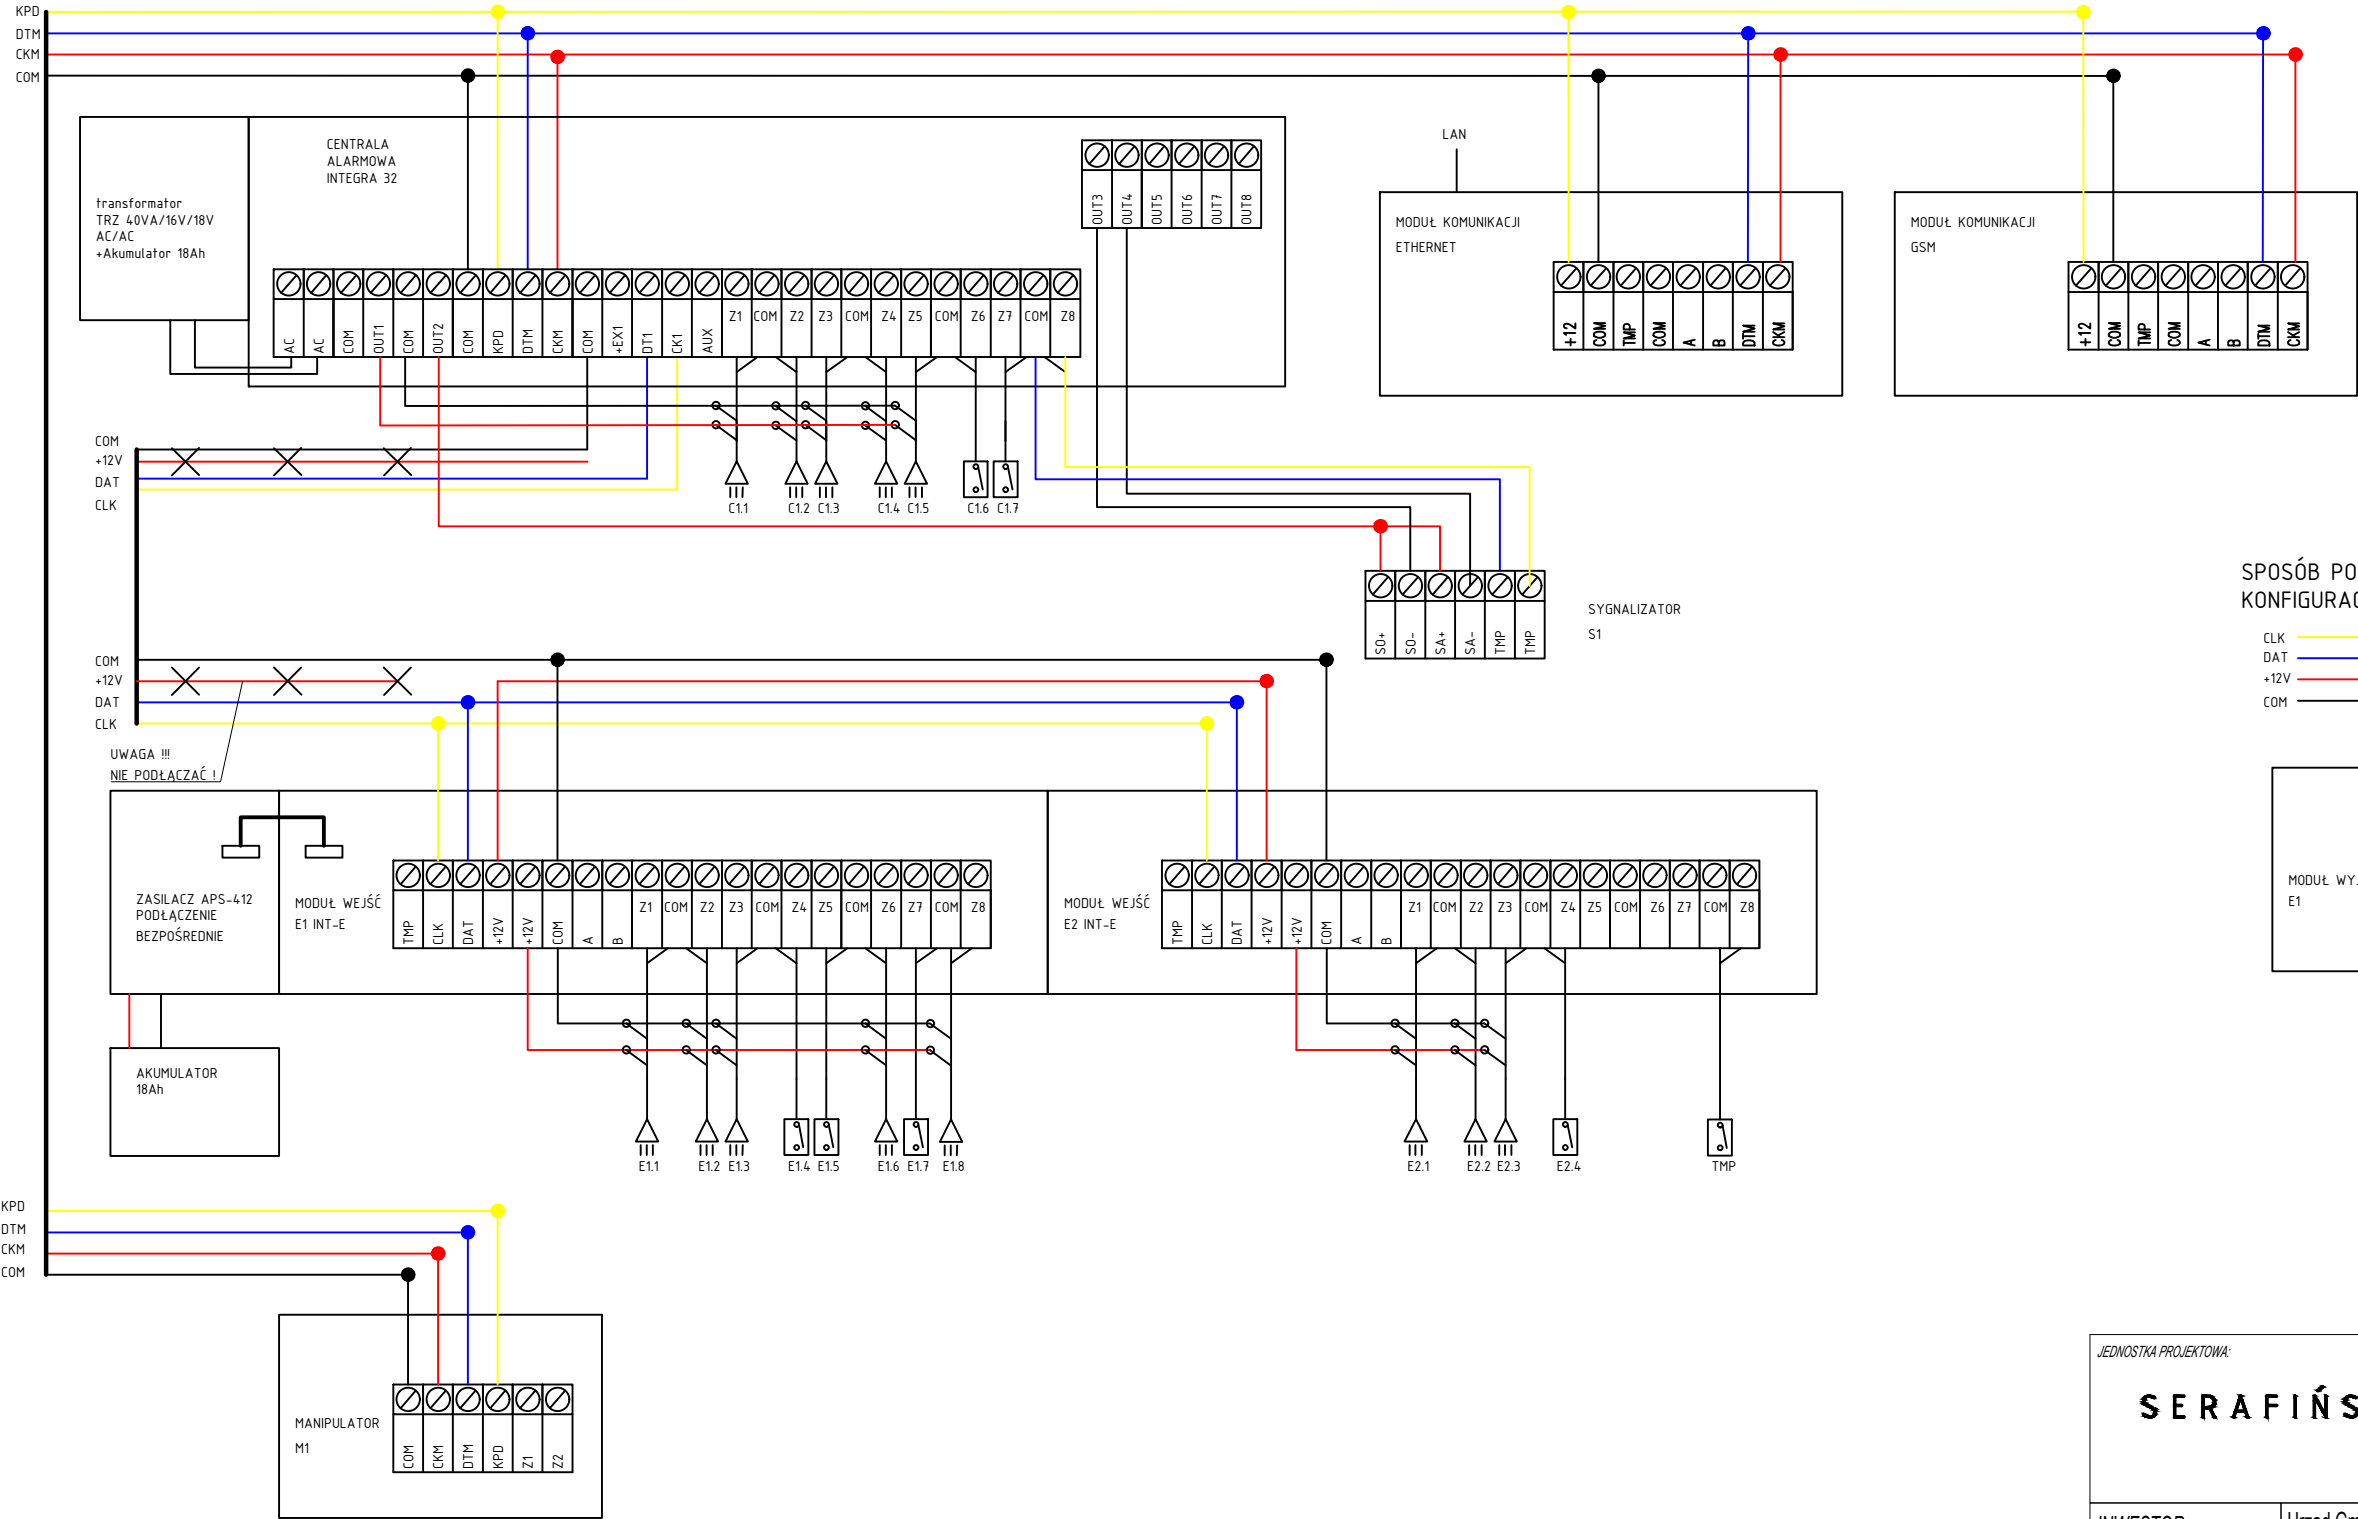 KPD
DTM
CKM
COM
CENTRALA
ALARMOWA
INTEGRA 32
transformator
TRZ 40VA/16V/18V
AC/AC
+Akumulator 18Ah
OUT3 OUT4 OUT5 OUT6 OUT7 OUT8
AC AC COM OUT1 COM OUT2 COM KPD DTM CKM COM +EX1 DT1 CK1 AUX Z1 COM Z2 Z3 COM Z4 Z5 COM Z6 Z7 COM Z8
LAN
MODUŁ KOMUNIKACJI
ETHERNET
+12 COM TMP COM A B DTM CKM
MODUŁ KOMUNIKACJI
GSM
+12 COM TMP COM A B DTM CKM
COM
+12V
DAT
CLK
C1.1 C1.2 C1.3 C1.4 C1.5 C1.6 C1.7
SO+ SO- SA+ SA- TMP TMP
SYGNALIZATOR
S1
SPOSÓB
CLK
DAT
+12V
COM
COM
+12V
DAT
CLK
UWAGA !!!
NIE PODŁĄCZAĆ !
ZASILACZ APS-412
PODŁĄCZENIE
BEZPOŚREDNIE
MODUŁ WEJŚĆ
E1 INT-E
TMP CLK DAT +12V +12V COM A B Z1 COM Z2 Z3 COM Z4 Z5 COM Z6 Z7 COM Z8
MODUŁ WEJŚĆ
E2 INT-E
TMP CLK DAT +12V +12V COM A B Z1 COM Z2 Z3 COM Z4 Z5 COM Z6 Z7 COM Z8
MODUŁ
E1
AKUMULATOR
18Ah
E1.1 E1.2 E1.3 E1.4 E1.5 E1.6 E1.7 E1.8
E2.1 E2.2 E2.3 E2.4 TMP
KPD
DTM
CKM
COM
MANIPULATOR
M1
COM CKM DTM KPD Z1 Z2
JEDNOSTKA PROJEKTOWA:
SERAFIŃS